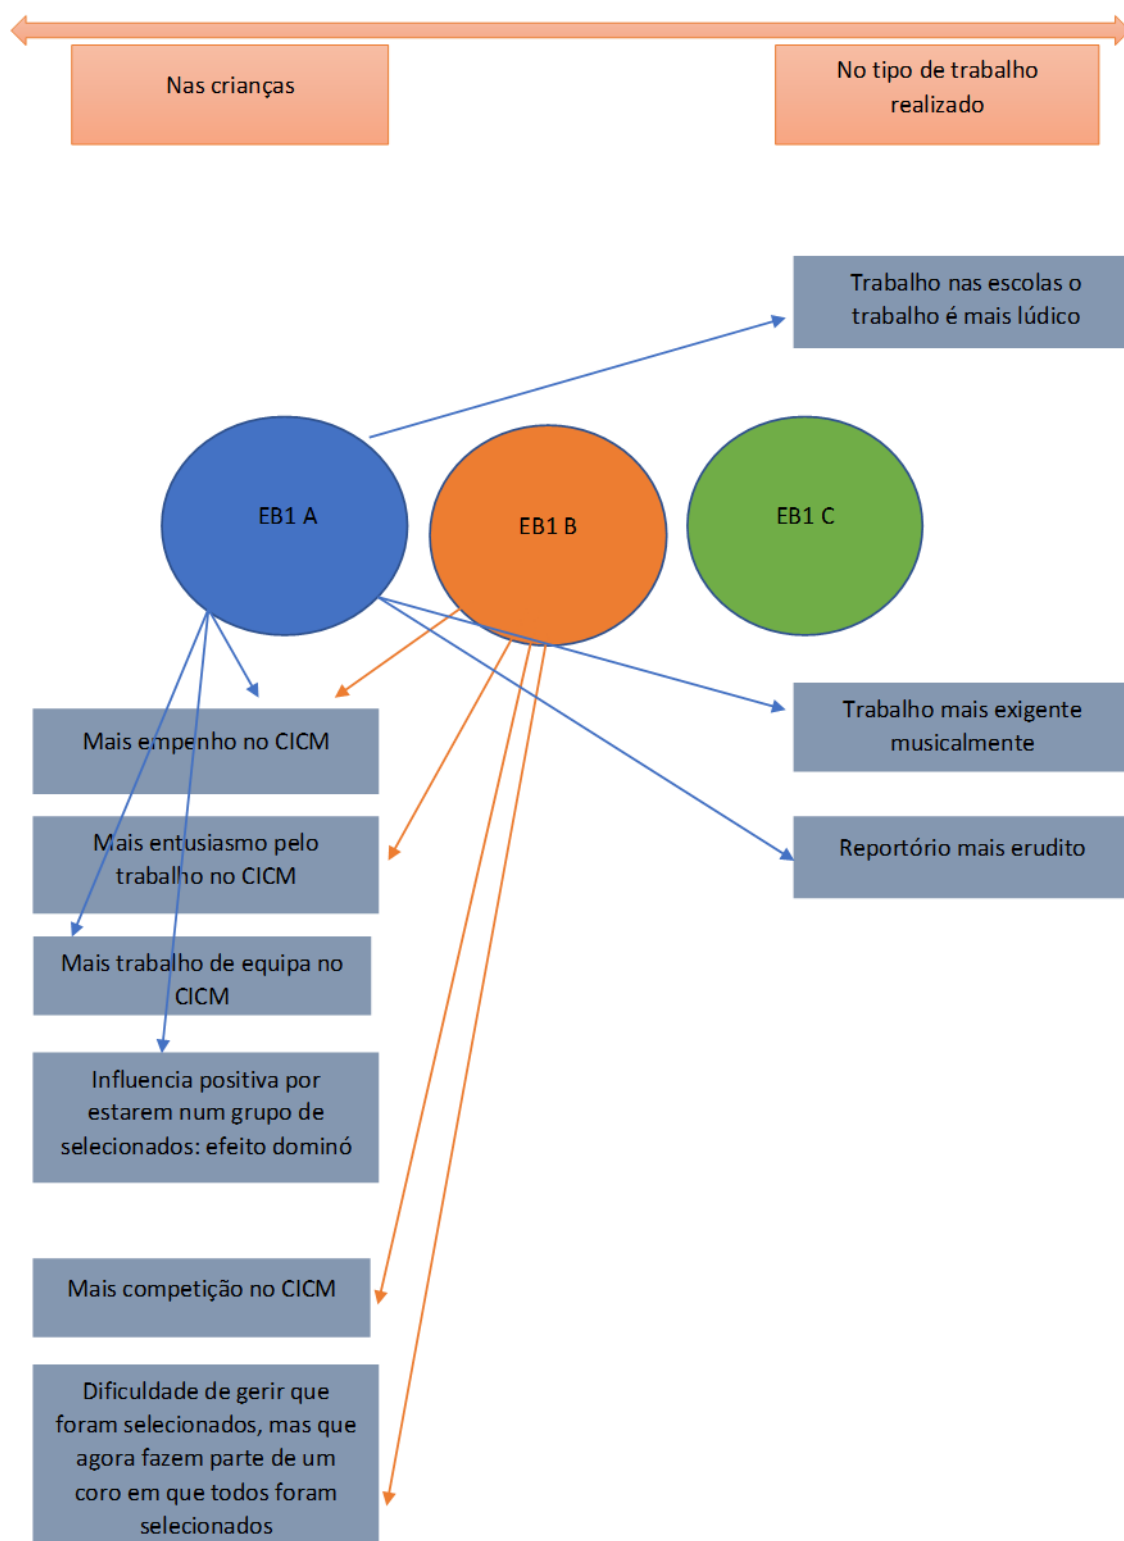 Nas crianças
No tipo de trabalho
realizado
Trabalho nas escolas o
trabalho é mais lúdico
EB1 A
EB1 B
EB1 C
Mais empenho no CICM
Trabalho mais exigente
musicalmente
Mais entusiasmo pelo
trabalho no CICM
Reportório mais erudito
Mais trabalho de equipa no
CICM
Influencia positiva por
estarem num grupo de
selecionados: efeito dominó
Mais competição no CICM
Dificuldade de gerir que
foram selecionados, mas que
agora fazem parte de um
coro em que todos foram
selecionados